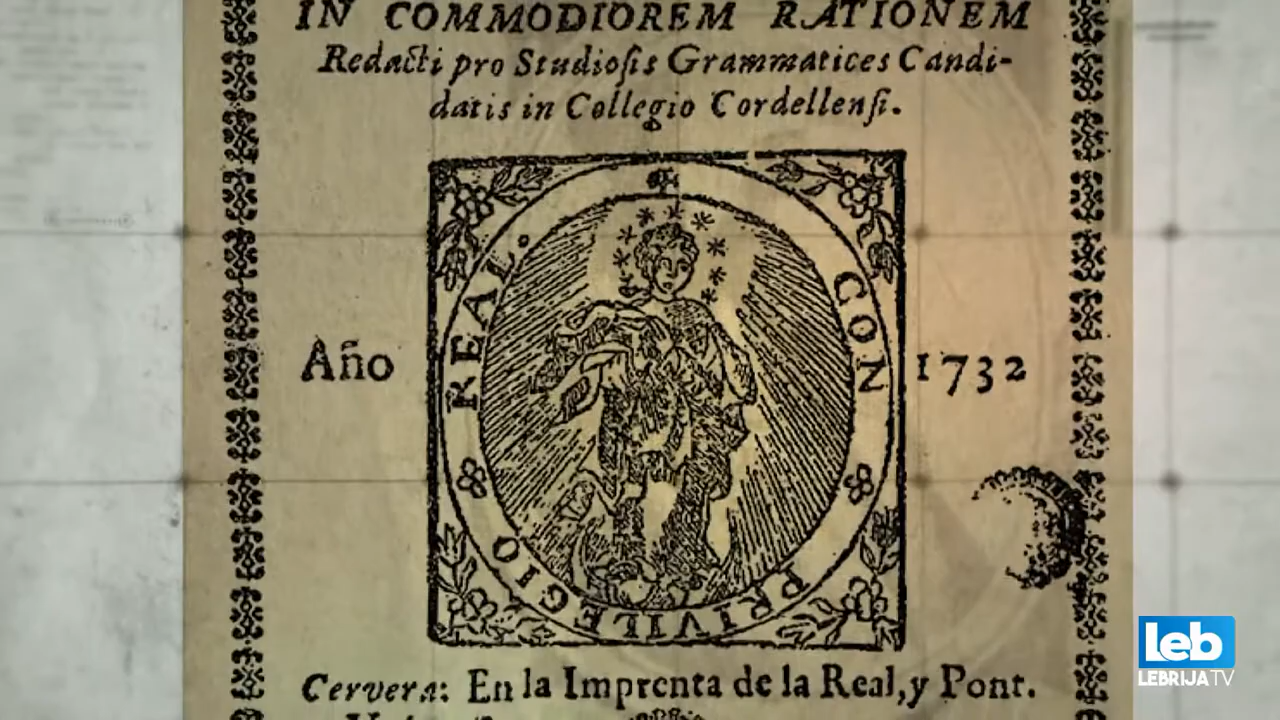 IN COMMODIOREM RATIONEM
Redacti pro Studioſis Grammatices Candi-
datis in Collegio Cordellenſi.
CON PRIVILEGIO REAL.
Año 1732
Cervera: En la Imprenta de la Real, y Pont.
leb
LEBRIJA TV